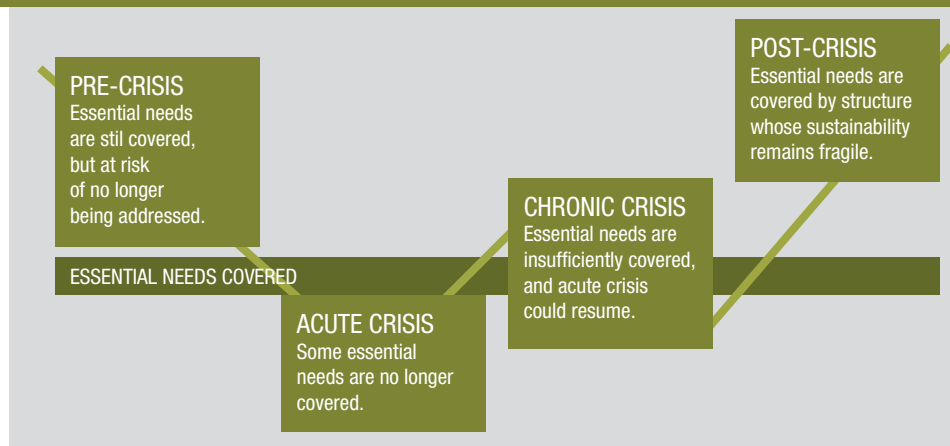 PRE-CRISIS
Essential needs
are stil covered,
but at risk
of no longer
being addressed.
ESSENTIAL NEEDS COVERED
ACUTE CRISIS
Some essential
needs are no longer
covered.
CHRONIC CRISIS
Essential needs are
insufficiently covered,
and acute crisis
could resume.
POST-CRISIS
Essential needs are
covered by structure
whose sustainability
remains fragile.